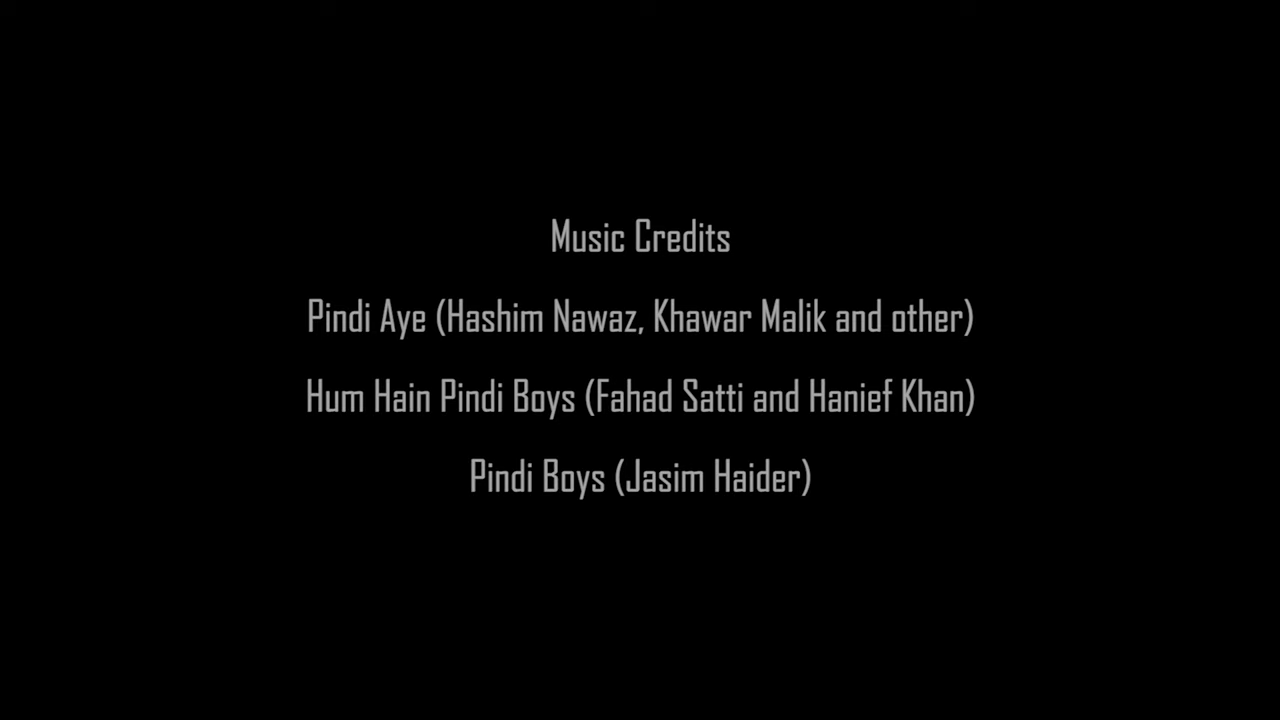 Music Credits
Pindi Aye (Hashim Nawaz, Khawar Malik and other)
Hum Hain Pindi Boys (Fahad Satti and Hanief Khan)
Pindi Boys (Jasim Haider)